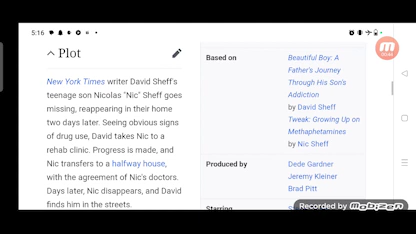 5:16
Plot
New York Times writer David Sheff's
teenage son Nicolas "Nic" Sheff goes
missing, reappearing in their home
two days later. Seeing obvious signs
of drug use, David takes Nic to a
rehab clinic. Progress is made, and
Nic transfers to a halfway house,
with the agreement of Nic's doctors.
Days later, Nic disappears, and David
finds him in the streets.
Based on
Beautiful Boy: A
Father's Journey
Through His Son's
Addiction
by David Sheff
Tweak: Growing Up on
Methaphetamines
by Nic Sheff
Produced by
Dede Gardner
Jeremy Kleiner
Brad Pitt
Starring
Recorded by Mobizen